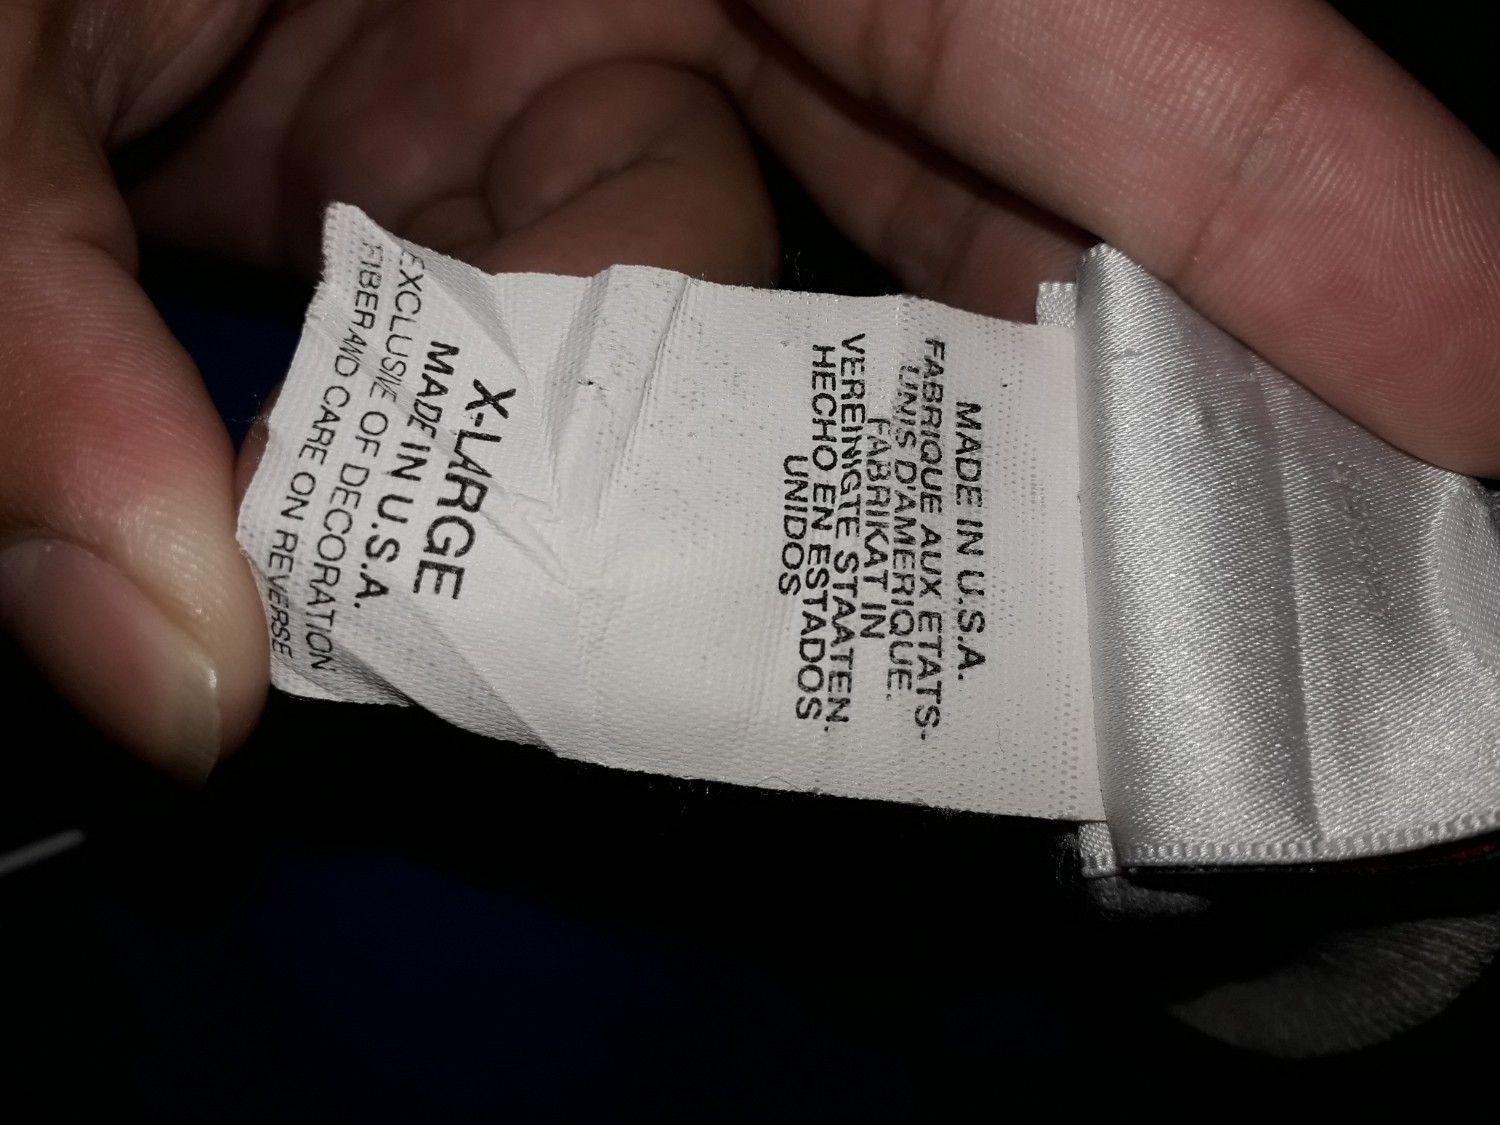 MADE IN U.S.A.
FABRIQUE AUX ETATS-
UNIS D'AMERIQUE.
FABRIKAT IN
VEREINIGTE STAATEN.
HECHO EN ESTADOS
UNIDOS
X-LARGE
MADE IN U.S.A.
EXCLUSIVE OF DECORATION
FIBER AND CARE ON REVERSE